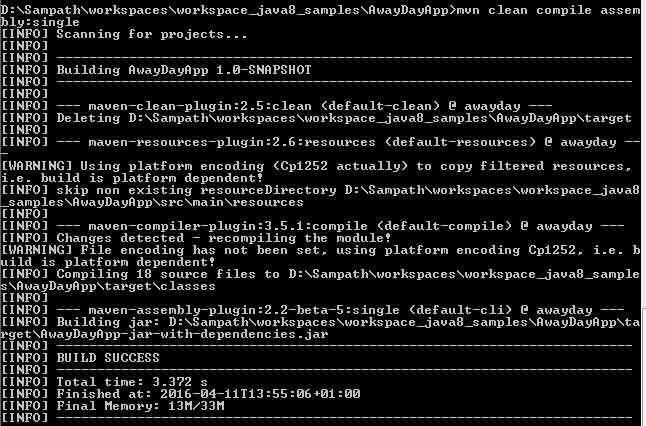 D:\Sampath\workspaces\workspace_java8_samples\AwayDayApp>mvn clean compile assem
bly:single
[INFO] Scanning for projects...
[INFO]
[INFO] ------------------------------------------------------------------------
[INFO] Building AwayDayApp 1.0-SNAPSHOT
[INFO] ------------------------------------------------------------------------
[INFO]
[INFO] --- maven-clean-plugin:2.5:clean (default-clean) @ awayday ---
[INFO] Deleting D:\Sampath\workspaces\workspace_java8_samples\AwayDayApp\target
[INFO]
[INFO] --- maven-resources-plugin:2.6:resources (default-resources) @ awayday --
-
[WARNING] Using platform encoding (Cp1252 actually) to copy filtered resources,
i.e. build is platform dependent!
[INFO] skip non existing resourceDirectory D:\Sampath\workspaces\workspace_java8
_samples\AwayDayApp\src\main\resources
[INFO]
[INFO] --- maven-compiler-plugin:3.5.1:compile (default-compile) @ awayday ---
[INFO] Changes detected - recompiling the module!
[WARNING] File encoding has not been set, using platform encoding Cp1252, i.e. b
uild is platform dependent!
[INFO] Compiling 18 source files to D:\Sampath\workspaces\workspace_java8_sample
s\AwayDayApp\target\classes
[INFO]
[INFO] --- maven-assembly-plugin:2.2-beta-5:single (default-cli) @ awayday ---
[INFO] Building jar: D:\Sampath\workspaces\workspace_java8_samples\AwayDayApp\ta
rget\AwayDayApp-jar-with-dependencies.jar
[INFO] ------------------------------------------------------------------------
[INFO] BUILD SUCCESS
[INFO] ------------------------------------------------------------------------
[INFO] Total time: 3.372 s
[INFO] Finished at: 2016-04-11T13:55:06+01:00
[INFO] Final Memory: 13M/33M
[INFO] ------------------------------------------------------------------------